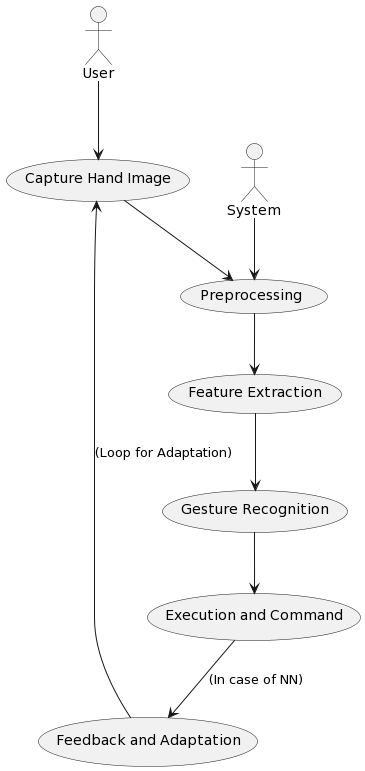 User
Capture Hand Image
System
Preprocessing
Feature Extraction
(Loop for Adaptation)
Gesture Recognition
Execution and Command
(In case of NN)
Feedback and Adaptation